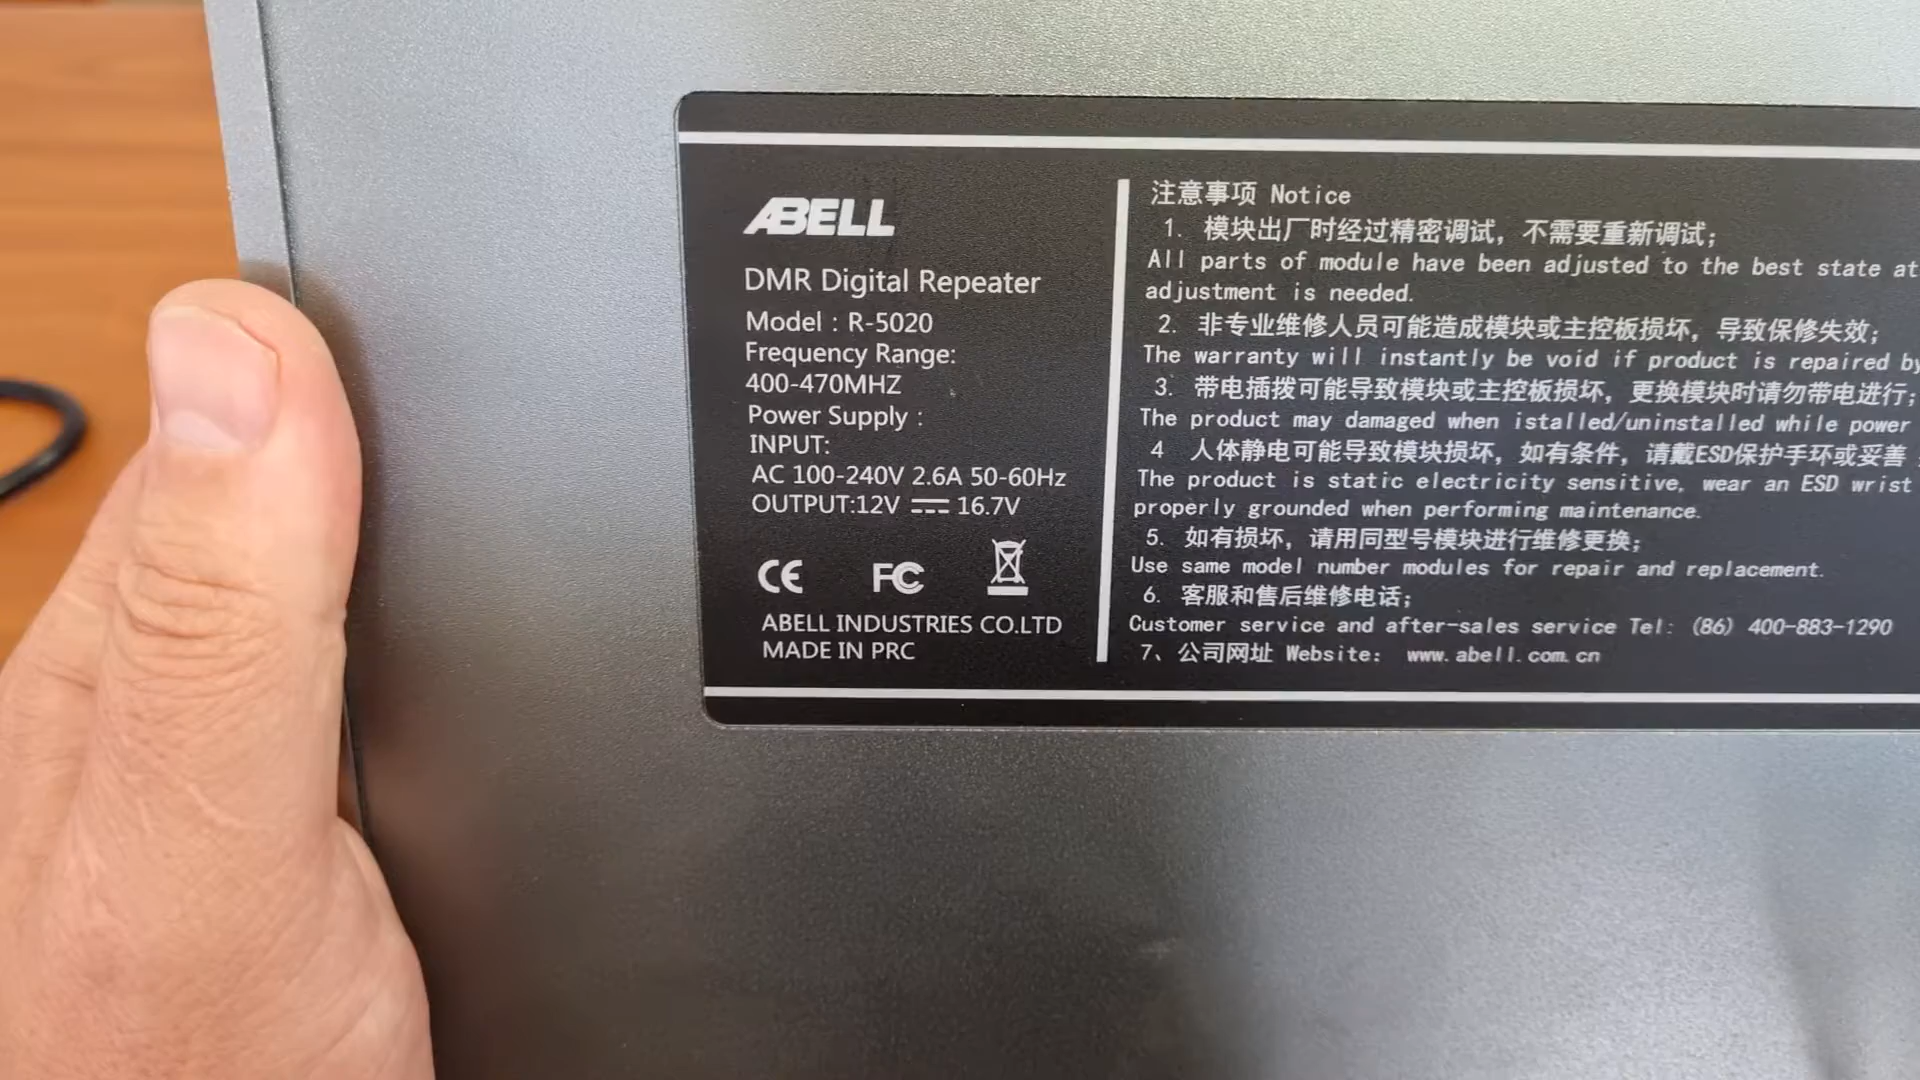 ABELL
DMR Digital Repeater
Model : R-5020
Frequency Range:
400-470MHZ
Power Supply :
INPUT:
AC 100-240V 2.6A 50-60Hz
OUTPUT:12V ⎓ 16.7V
CE FC
ABELL INDUSTRIES CO.LTD
MADE IN PRC
注意事项 Notice
1. 模块出厂时经过精密调试，不需要重新调试；
All parts of module have been adjusted to the best state at
adjustment is needed.
2. 非专业维修人员可能造成模块或主控板损坏，导致保修失效；
The warranty will instantly be void if product is repaired by
3. 带电插拨可能导致模块或主控板损坏，更换模块时请勿带电进行；
The product may damaged when istalled/uninstalled while power
4 人体静电可能导致模块损坏，如有条件，请戴ESD保护手环或妥善
The product is static electricity sensitive, wear an ESD wrist
properly grounded when performing maintenance.
5. 如有损坏，请用同型号模块进行维修更换；
Use same model number modules for repair and replacement.
6. 客服和售后维修电话；
Customer service and after-sales service Tel: (86) 400-883-1290
7、公司网址 Website: www.abell.com.cn